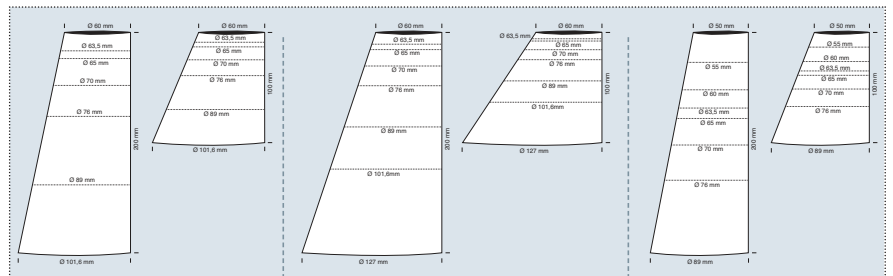 Ø 60 mm
Ø 63,5 mm
Ø 65 mm
Ø 70 mm
Ø 76 mm
Ø 89 mm
Ø 101,6 mm
200 mm
Ø 60 mm
Ø 63,5 mm
Ø 65 mm
Ø 70 mm
Ø 76 mm
Ø 89 mm
Ø 101,6 mm
100 mm
Ø 60 mm
Ø 63,5 mm
Ø 65 mm
Ø 70 mm
Ø 76 mm
Ø 89 mm
Ø 101,6mm
Ø 127 mm
200 mm
Ø 60 mm
Ø 63,5 mm
Ø 65 mm
Ø 70 mm
Ø 76 mm
Ø 89 mm
Ø 101,6mm
Ø 127 mm
100 mm
Ø 50 mm
Ø 55 mm
Ø 60 mm
Ø 63,5 mm
Ø 65 mm
Ø 70 mm
Ø 76 mm
Ø 89 mm
200 mm
Ø 50 mm
Ø 55 mm
Ø 60 mm
Ø 63,5 mm
Ø 65 mm
Ø 70 mm
Ø 76 mm
Ø 89 mm
100 mm